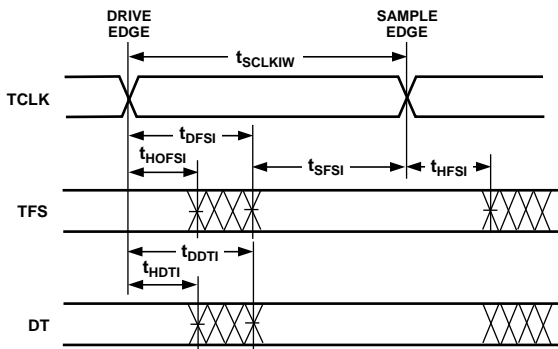 DRIVE
EDGE
SAMPLE
EDGE
tSCLKIW
TCLK
tDFSI
tHOFSI
tSFSI
tHFSI
TFS
tDDTI
tHDTI
DT